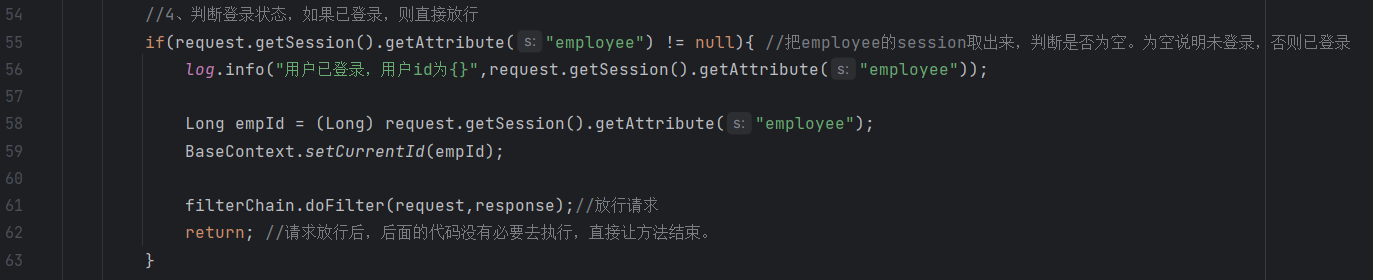 54 //4、判断登录状态，如果已登录，则直接放行
55 if(request.getSession().getAttribute( s: "employee") != null){ //把employee的session取出来，判断是否为空。为空说明未登录，否则已登录
56 log.info("用户已登录，用户id为{}",request.getSession().getAttribute( s: "employee"));
57
58 Long empId = (Long) request.getSession().getAttribute( s: "employee");
59 BaseContext.setCurrentId(empId);
60
61 filterChain.doFilter(request,response);//放行请求
62 return; //请求放行后，后面的代码没有必要去执行，直接让方法结束。
63 }